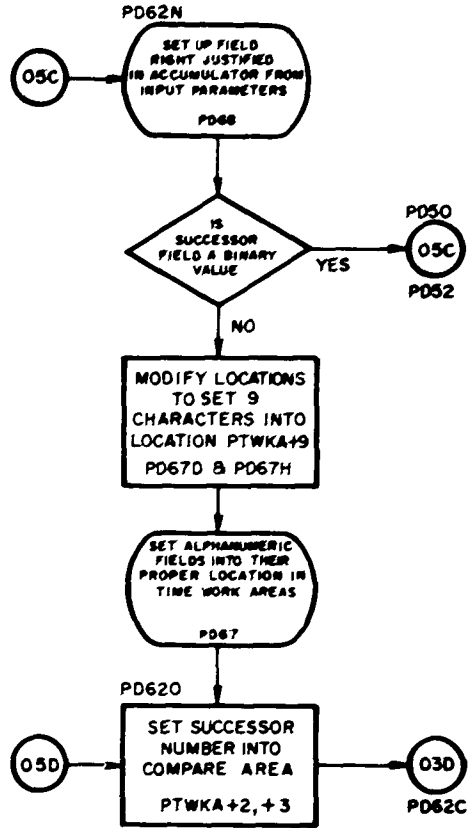 PD62N
SET UP FIELD
RIGHT JUSTIFIED
IN ACCUMULATOR FROM
INPUT PARAMETERS
PD68
05C
IS
SUCCESSOR
FIELD A BINARY
VALUE
YES
PD50
05C
PD52
NO
MODIFY LOCATIONS
TO SET 9
CHARACTERS INTO
LOCATION PTWKA+9
PD67D & PD67H
SET ALPHANUMERIC
FIELDS INTO THEIR
PROPER LOCATION IN
TIME WORK AREAS
PD67
PD620
05D
SET SUCCESSOR
NUMBER INTO
COMPARE AREA
PTWKA+2, +3
03D
PD62C